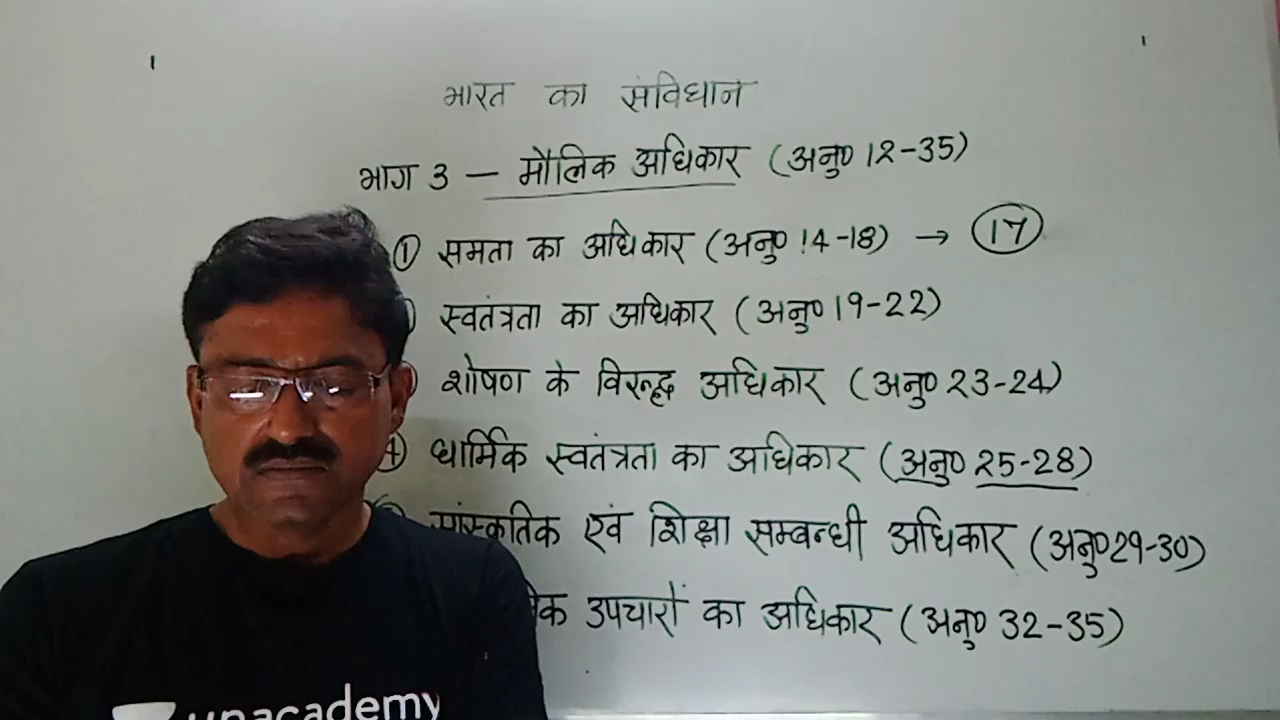 भारत का संविधान
भाग 3 — मौलिक अधिकार (अनु० 12-35)
① समता का अधिकार (अनु० 14-18) → 17
स्वतंत्रता का अधिकार (अनु० 19-22)
शोषण के विरूद्ध अधिकार (अनु० 23-24)
④ धार्मिक स्वतंत्रता का अधिकार (अनु० 25-28)
सांस्कृतिक एवं शिक्षा सम्बन्धी अधिकार (अनु० 29-30)
उपचारों का अधिकार (अनु० 32-35)
unacademy